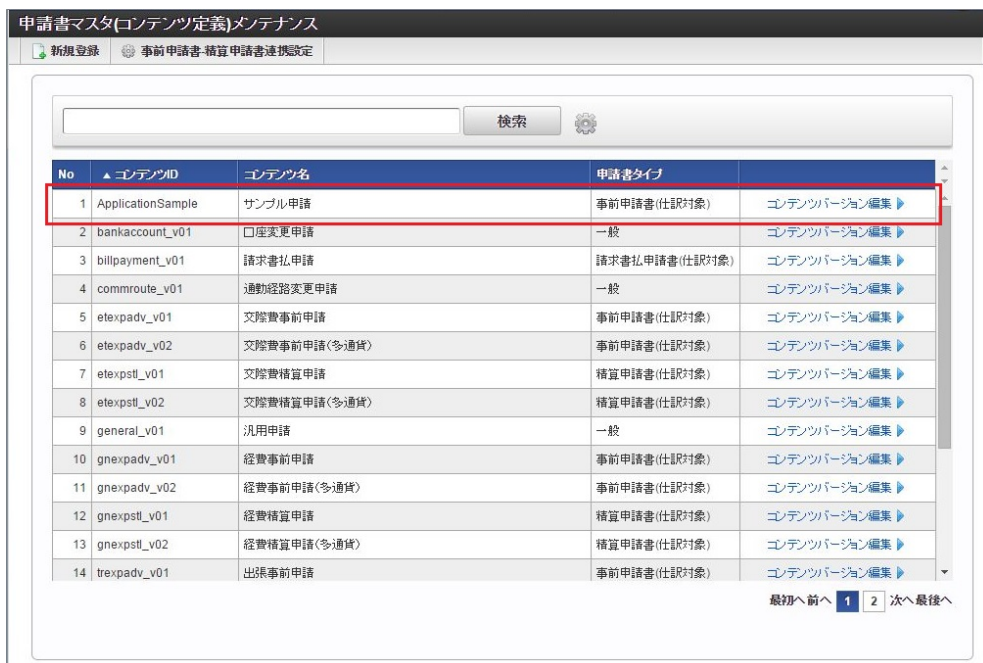 申請書マスタ(コンテンツ定義)メンテナンス
新規登録 事前申請書-精算申請書連携設定
検索
No ▲ コンテンツID コンテンツ名 申請書タイプ
1 ApplicationSample サンプル申請 事前申請書(仕訳対象) コンテンツバージョン編集
2 bankaccount_v01 口座変更申請 一般 コンテンツバージョン編集
3 billpayment_v01 請求書払申請 請求書払申請書(仕訳対象) コンテンツバージョン編集
4 commroute_v01 通勤経路変更申請 一般 コンテンツバージョン編集
5 etexpadv_v01 交際費事前申請 事前申請書(仕訳対象) コンテンツバージョン編集
6 etexpadv_v02 交際費事前申請(多通貨) 事前申請書(仕訳対象) コンテンツバージョン編集
7 etexpstl_v01 交際費精算申請 精算申請書(仕訳対象) コンテンツバージョン編集
8 etexpstl_v02 交際費精算申請(多通貨) 精算申請書(仕訳対象) コンテンツバージョン編集
9 general_v01 汎用申請 一般 コンテンツバージョン編集
10 gnexpadv_v01 経費事前申請 事前申請書(仕訳対象) コンテンツバージョン編集
11 gnexpadv_v02 経費事前申請(多通貨) 事前申請書(仕訳対象) コンテンツバージョン編集
12 gnexpstl_v01 経費精算申請 精算申請書(仕訳対象) コンテンツバージョン編集
13 gnexpstl_v02 経費精算申請(多通貨) 精算申請書(仕訳対象) コンテンツバージョン編集
14 trexpadv_v01 出張事前申請 事前申請書(仕訳対象) コンテンツバージョン編集
最初へ 前へ 1 2 次へ 最後へ